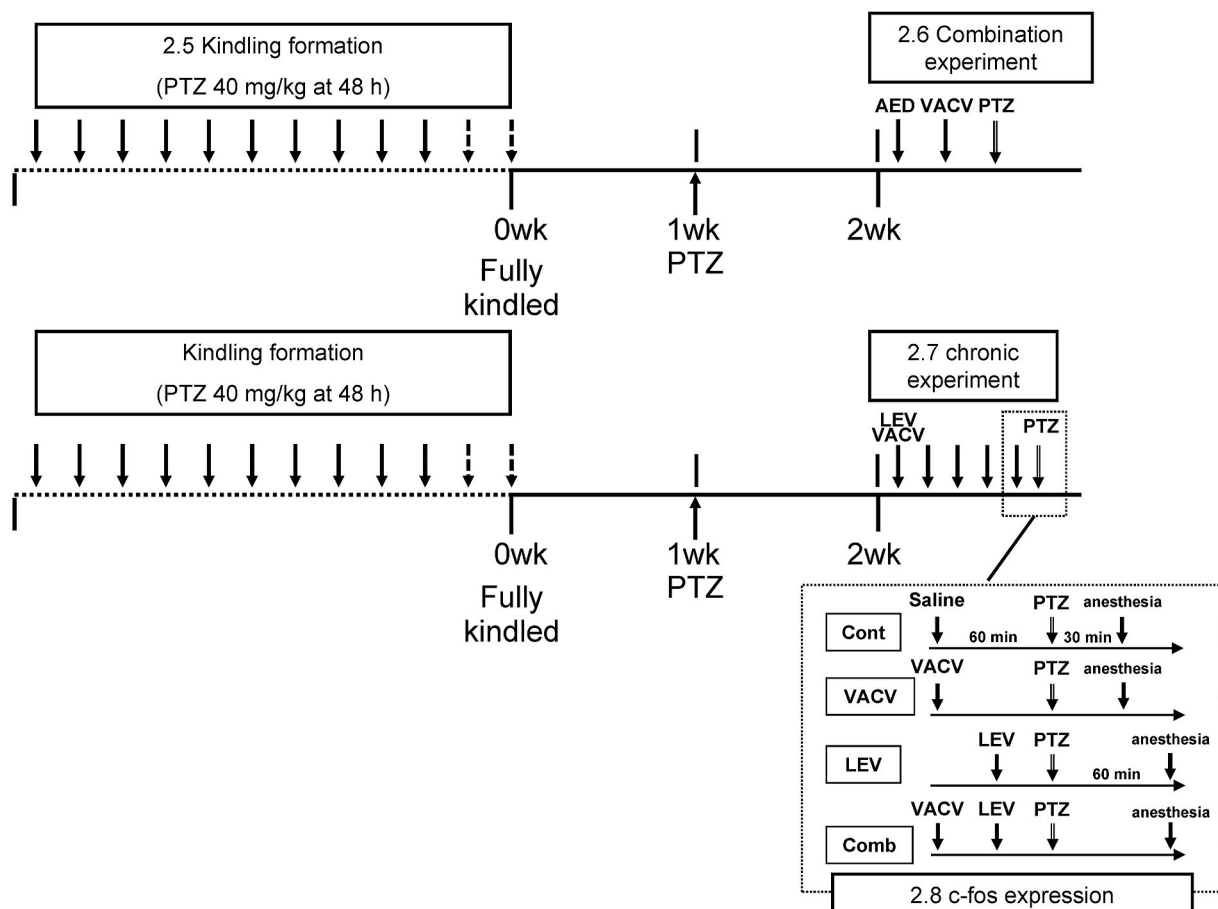 2.5 Kindling formation
(PTZ 40 mg/kg at 48 h)
2.6 Combination
experiment
AED VACV PTZ
0wk
1wk
2wk
PTZ
Fully
kindled
Kindling formation
(PTZ 40 mg/kg at 48 h)
2.7 chronic
experiment
LEV
VACV
PTZ
0wk
1wk
2wk
PTZ
Fully
kindled
Saline
PTZ
anesthesia
Cont
60 min
30 min
VACV
PTZ
anesthesia
VACV
LEV
PTZ
anesthesia
LEV
60 min
VACV
LEV
PTZ
anesthesia
Comb
2.8 c-fos expression